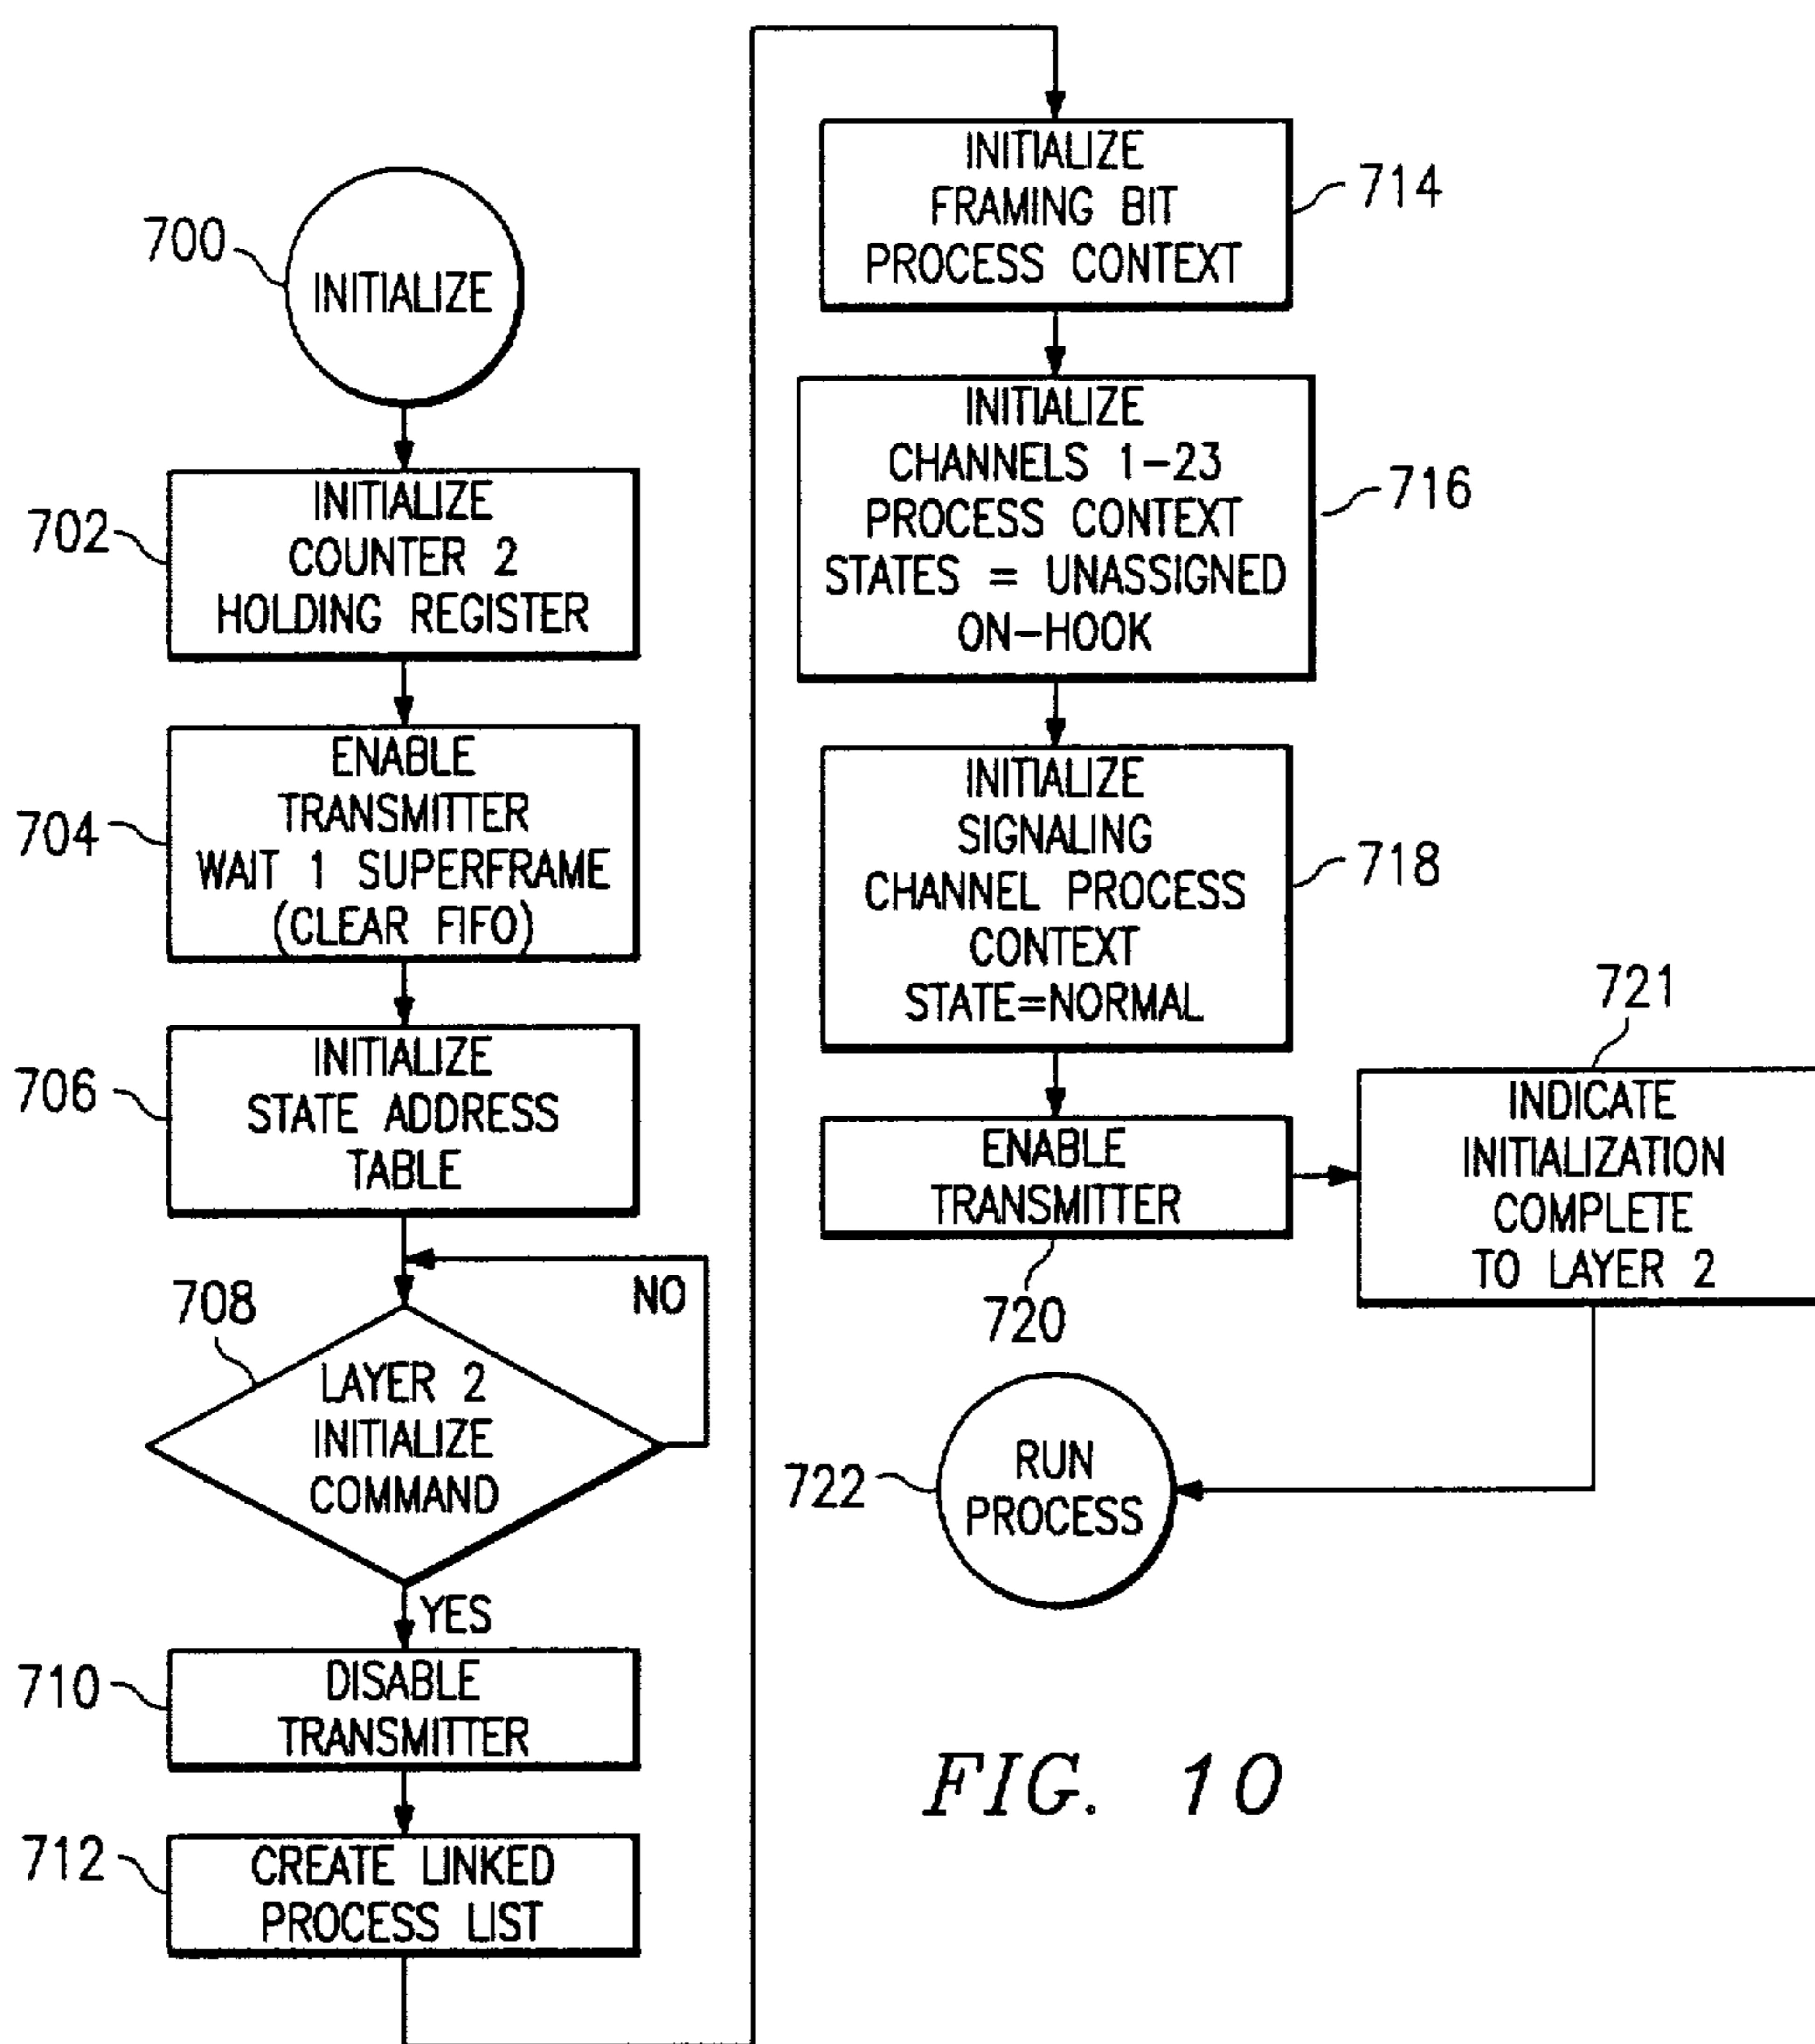 700
INITIALIZE
702
INITIALIZE
COUNTER 2
HOLDING REGISTER
704
ENABLE
TRANSMITTER
WAIT 1 SUPERFRAME
(CLEAR FIFO)
706
INITIALIZE
STATE ADDRESS
TABLE
708
NO
LAYER 2
INITIALIZE
COMMAND
YES
710
DISABLE
TRANSMITTER
712
CREATE LINKED
PROCESS LIST
INITIALIZE
FRAMING BIT
PROCESS CONTEXT
714
INITIALIZE
CHANNELS 1-23
PROCESS CONTEXT
STATES = UNASSIGNED
ON-HOOK
716
INITIALIZE
SIGNALING
CHANNEL PROCESS
CONTEXT
STATE=NORMAL
718
ENABLE
TRANSMITTER
720
721
INDICATE
INITIALIZATION
COMPLETE
TO LAYER 2
722
RUN
PROCESS
FIG. 10